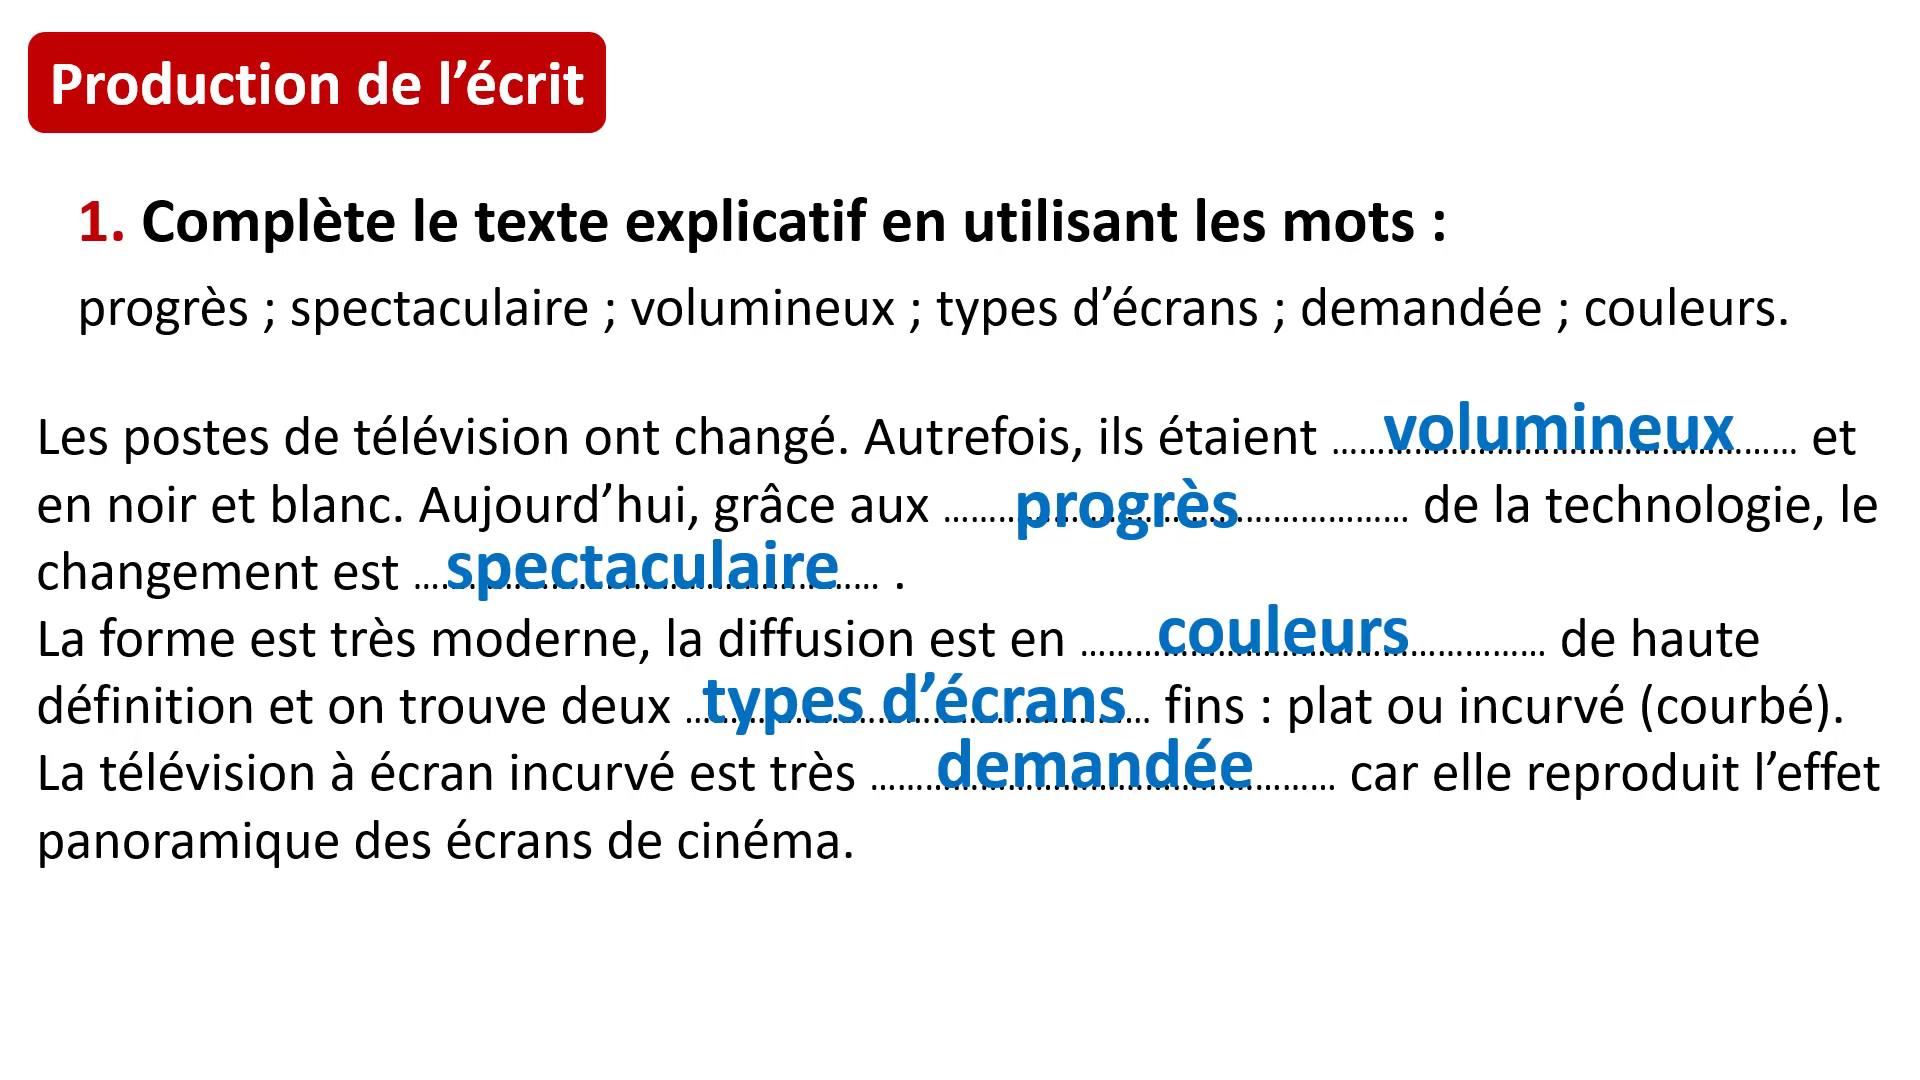 Production de l’écrit
1. Complète le texte explicatif en utilisant les mots :
progrès ; spectaculaire ; volumineux ; types d’écrans ; demandée ; couleurs.
Les postes de télévision ont changé. Autrefois, ils étaient ......volumineux...... et
en noir et blanc. Aujourd’hui, grâce aux ......progrès...... de la technologie, le
changement est ......spectaculaire...... .
La forme est très moderne, la diffusion est en ......couleurs...... de haute
définition et on trouve deux ......types d’écrans...... fins : plat ou incurvé (courbé).
La télévision à écran incurvé est très ......demandée...... car elle reproduit l’effet
panoramique des écrans de cinéma.